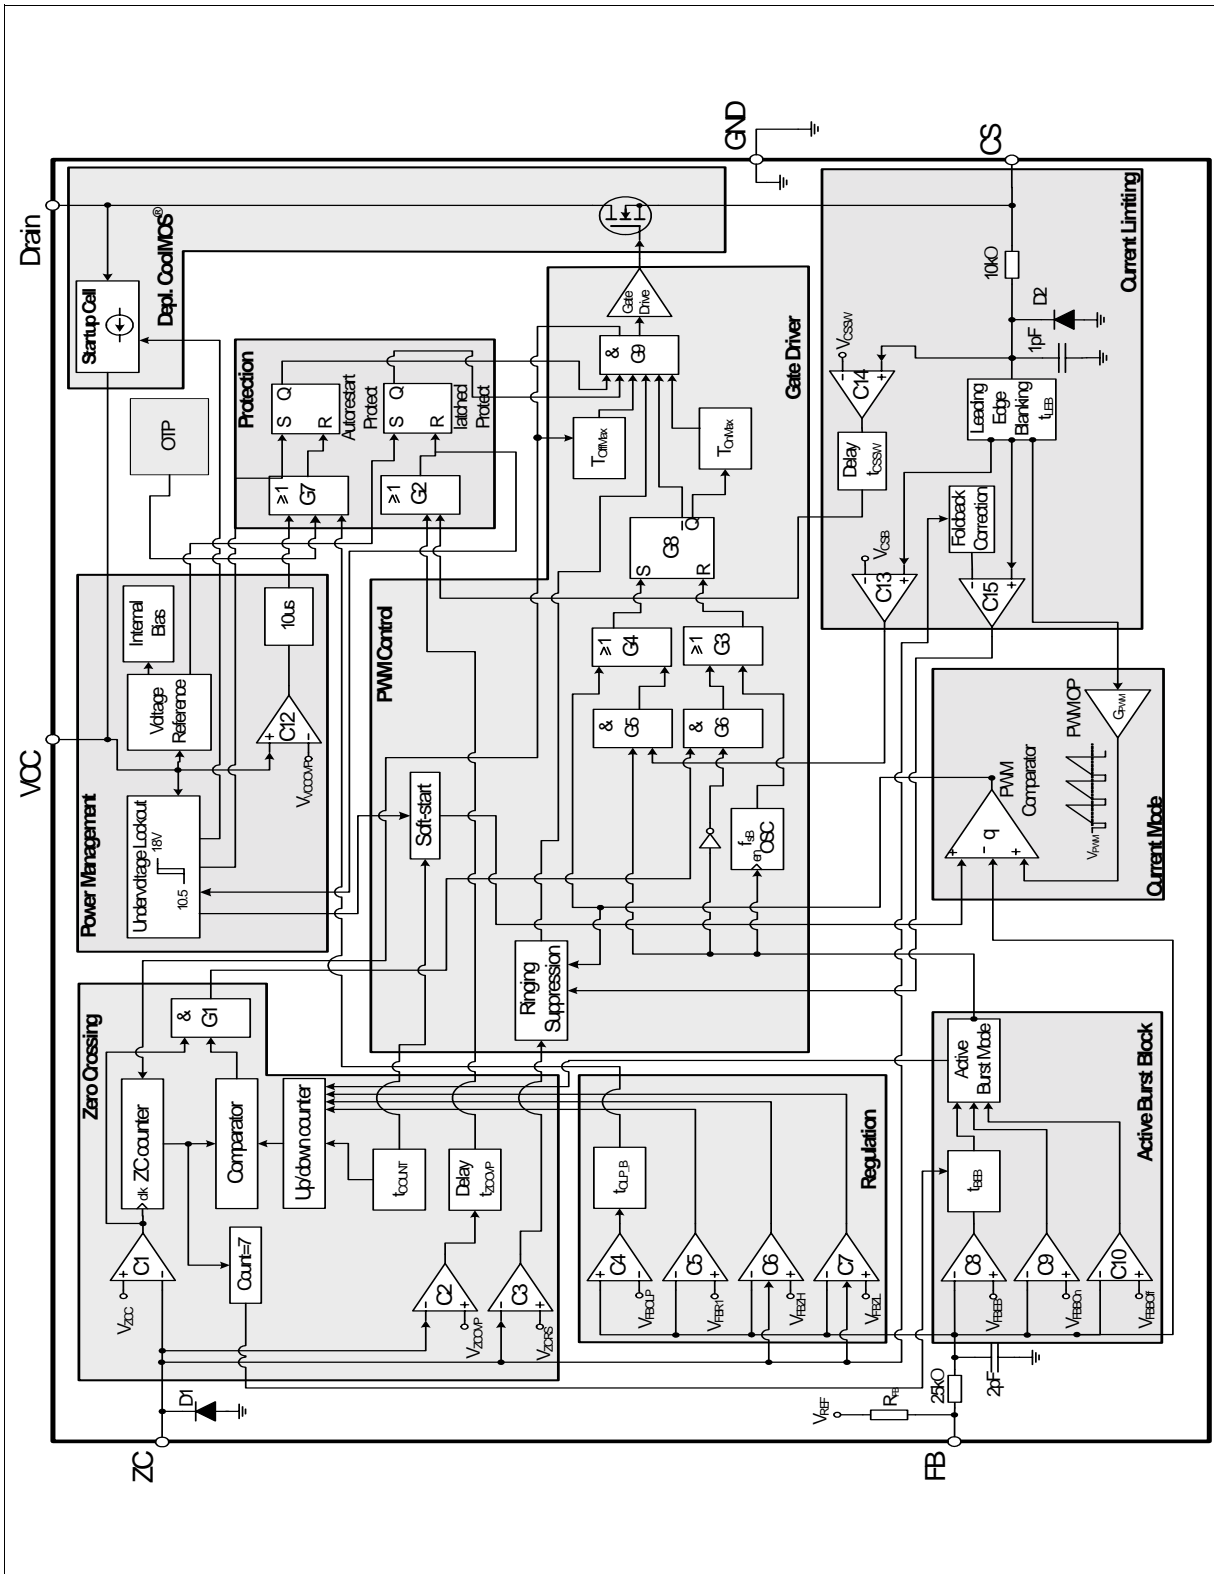 VCC
Drain
GND
CS
ZC
FB
Depl. CoolMOS®
Startup Cell
OTP
Power Management
Undervoltage Lookout
18V
10.5
Voltage
Reference
Internal
Bias
C12
VVCCOVP
10us
Protection
≥1
G7
S Q
R
Autorestart
Protect
≥1
G2
S Q
R
latched
Protect
Zero Crossing
VZCC
C1
clk ZC counter
&
G1
Comparator
Count=7
Up/down counter
tCOUNT
C2
VZCOVP
Delay
tZCOVP
C3
VZCRS
D1
PWM Control
Soft-start
Ringing
Suppression
&
G5
&
G6
≥1
G4
≥1
G3
fsB
en OSC
S
R
G8
Q
TOffMax
TOnMax
&
G9
Gate
Drive
Gate Driver
Regulation
C4
VFBOLP
tOLP_B
C5
VFBR1
C6
VFBZH
C7
VFBZL
Active Burst Block
Active
Burst Mode
tBEB
C8
VFBEB
C9
VFBBOn
C10
VFBBOff
VREF
RFB
25kΩ
2pF
Current Mode
PWM
Comparator
q
PWM OP
GPWM
VPWM
Current Limiting
C13
VCSB
C14
VCSSW
Delay
tCSSW
C15
Foldback
Correction
Leading
Edge
Blanking
tLEB
10kΩ
D2
1pF